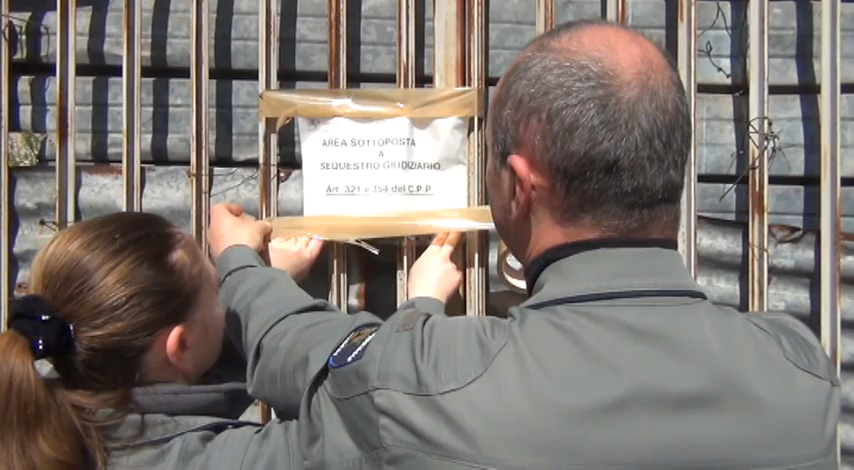 AREA SOTTOPOSTA
A
SEQUESTRO GIUDIZIARIO
Art. 321 e 354 del C.P.P.